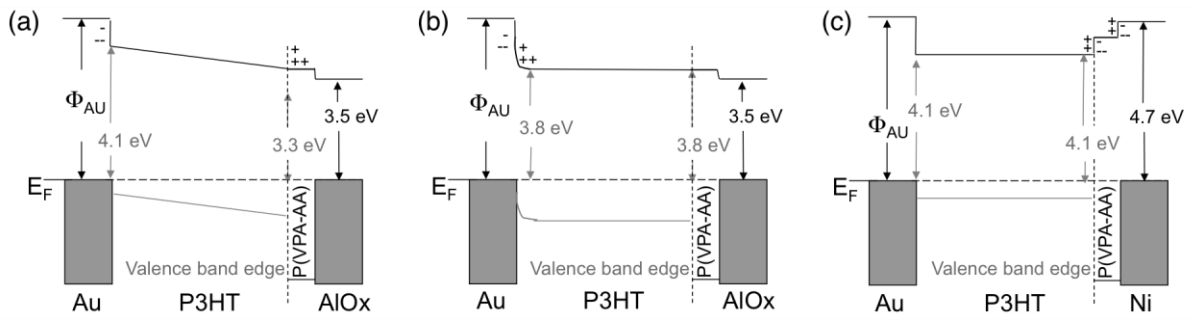 (a)
-
--
+
++
Φ_AU
4.1 eV
3.3 eV
3.5 eV
E_F
Valence band edge
P(VPA-AA)
Au
P3HT
AlOx
(b)
-
--
+
++
Φ_AU
3.8 eV
3.8 eV
3.5 eV
E_F
Valence band edge
P(VPA-AA)
Au
P3HT
AlOx
(c)
+ -
+ --
+ -
+ --
Φ_AU
4.1 eV
4.1 eV
4.7 eV
E_F
Valence band edge
P(VPA-AA)
Au
P3HT
Ni